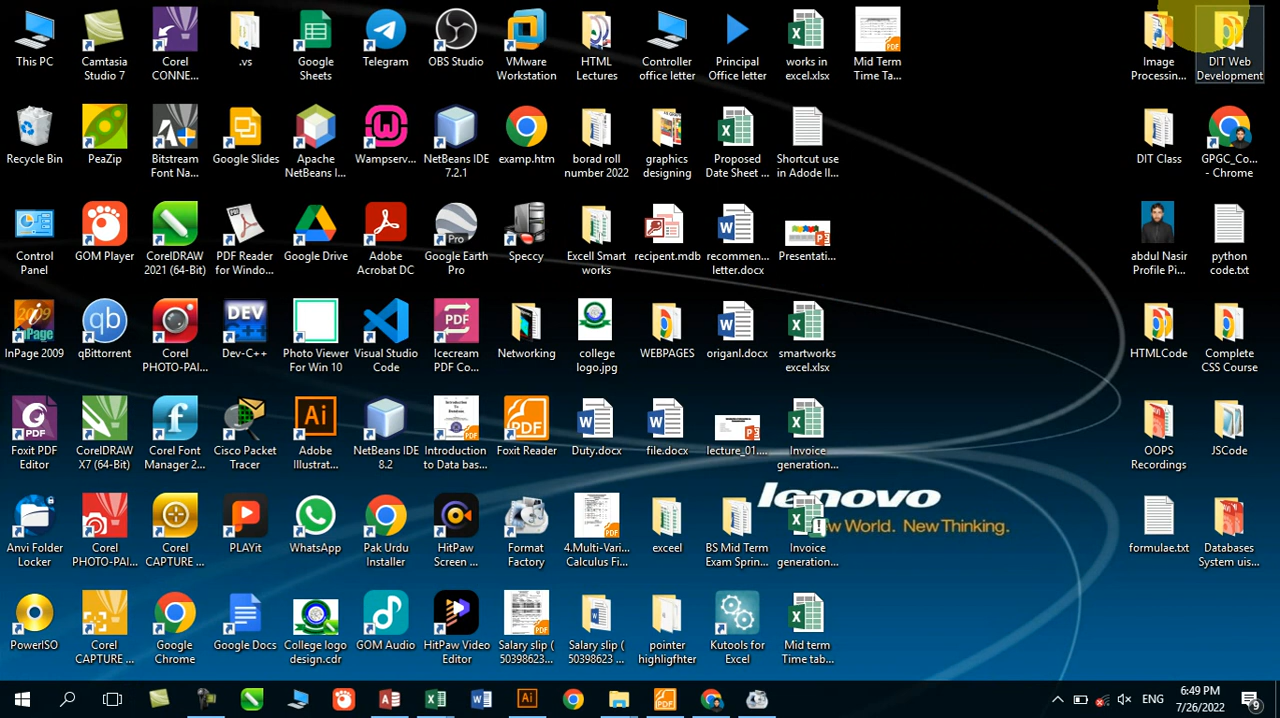 This PC
Camtasia
Studio 7
Corel
CONNEC...
.vs
Google
Sheets
Telegram
OBS Studio
VMware
Workstation
HTML
Lectures
Controller
office letter
Principal
Office letter
works in
excel.xlsx
Mid Term
Time Ta...
Image
Processing...
DIT Web
Development
Recycle Bin
PeaZip
Bitstream
Font Na...
Google Slides
Apache
NetBeans I...
Wampserv...
NetBeans IDE
7.2.1
examp.htm
borad roll
number 2022
graphics
designing
Proposed
Date Sheet ...
Shortcut use
in Adode Il...
DIT Class
GPGC_Co...
- Chrome
Control
Panel
GOM Player
CorelDRAW
2021 (64-Bit)
PDF Reader
for Windo...
Google Drive
Adobe
Acrobat DC
Google Earth
Pro
Speccy
Excell Smart
works
recipent.mdb
recommen...
letter.docx
Presentati...
abdul Nasir
Profile Pi...
python
code.txt
InPage 2009
qBittorrent
Corel
PHOTO-PAI...
Dev-C++
Photo Viewer
For Win 10
Visual Studio
Code
Icecream
PDF Co...
Networking
college
logo.jpg
WEBPAGES
origanl.docx
smartworks
excel.xlsx
HTMLCode
Complete
CSS Course
Foxit PDF
Editor
CorelDRAW
X7 (64-Bit)
Corel Font
Manager 2...
Cisco Packet
Tracer
Adobe
Illustrat...
NetBeans IDE
8.2
Introduction
to Data bas...
Foxit Reader
Duty.docx
file.docx
lecture_01....
Invoice
generation...
OOPS
Recordings
JSCode
lenovo
New World. New Thinking.
Anvi Folder
Locker
Corel
PHOTO-PAI...
Corel
CAPTURE ...
PLAYit
WhatsApp
Pak Urdu
Installer
HitPaw
Screen ...
Format
Factory
4.Multi-Vari...
Calculus Fi...
exceel
BS Mid Term
Exam Sprin...
Invoice
generation...
formulae.txt
Databases
System uis...
PowerISO
Corel
CAPTURE ...
Google
Chrome
Google Docs
College logo
design.cdr
GOM Audio
HitPaw Video
Editor
Salary slip (
50398623...
Salary slip (
50398623 ...
pointer
highligfhter
Kutools for
Excel
Mid term
Time tab...
ENG
6:49 PM
7/26/2022
9